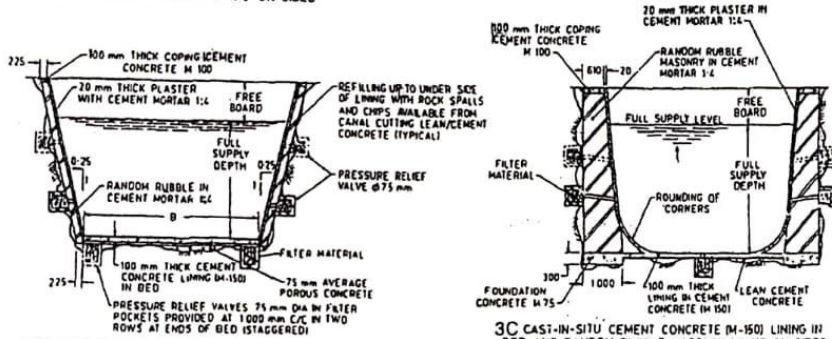 225
100 mm THICK COPING (CEMENT
CONCRETE M 100
20 mm THICK PLASTER
WITH CEMENT MORTAR 1:4
FREE
BOARD
FULL
SUPPLY
DEPTH
0·25
1
0·25
1
RANDOM RUBBLE IN
CEMENT MORTAR
B
REFILLING UP TO UNDER SIDE
OF LINING WITH ROCK SPALLS
AND CHIPS AVAILABLE FROM
CANAL CUTTING LEAN/CEMENT
CONCRETE (TYPICAL)
PRESSURE RELIEF
VALVE Ø 75 mm
FILTER MATERIAL
100 mm THICK CEMENT
CONCRETE LINING (M-150)
IN BED
75 mm AVERAGE
POROUS CONCRETE
225
PRESSURE RELIEF VALVES 75 mm DIA IN FILTER
POCKETS PROVIDED AT 1000 mm C/C IN TWO
ROWS AT ENDS OF BED (STAGGERED)
20 mm THICK PLASTER IN
CEMENT MORTAR 1:4
mm THICK COPING
(CEMENT CONCRETE
M 100
610
20
RANDOM RUBBLE
MASONRY IN CEMENT
MORTAR 1:4
FREE
BOARD
FULL SUPPLY LEVEL
FILTER
MATERIAL
FULL
SUPPLY
DEPTH
ROUNDING OF
CORNERS
300
1 000
FOUNDATION
CONCRETE M 75
100 mm THICK
LINING IN CEMENT
CONCRETE (M 150)
LEAN CEMENT
CONCRETE
3C CAST-IN-SITU CEMENT CONCRETE (M-150) LINING IN